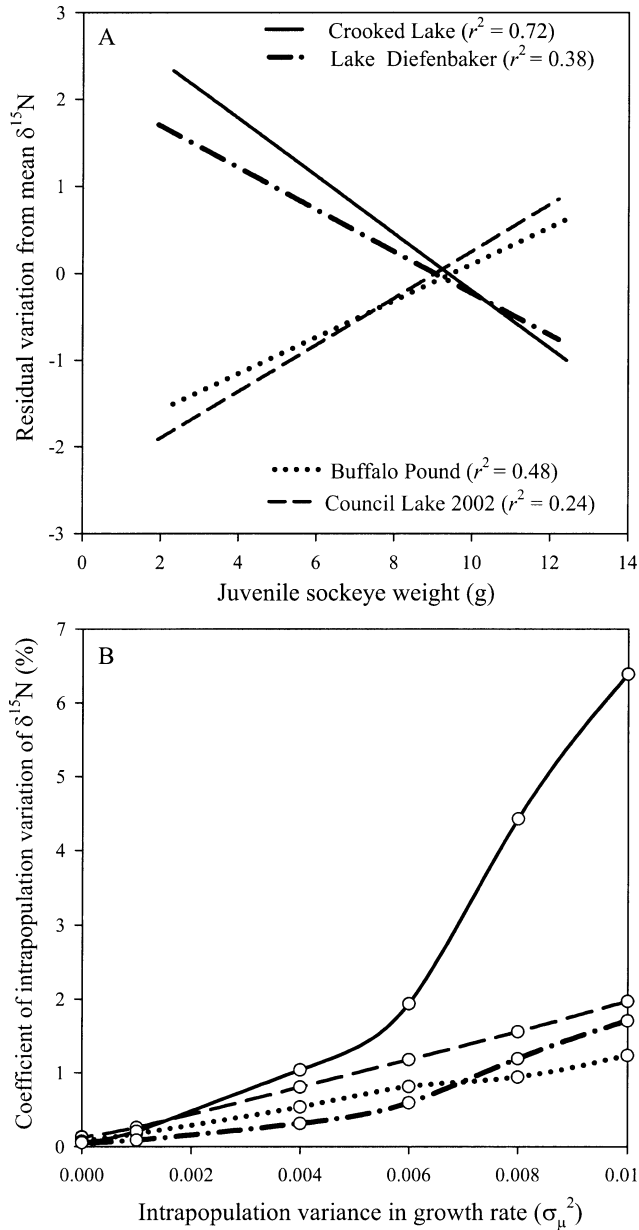 A
Crooked Lake (r² = 0.72)
Lake Diefenbaker (r² = 0.38)
3
2
1
0
-1
-2
-3
Residual variation from mean δ¹⁵N
Buffalo Pound (r² = 0.48)
Council Lake 2002 (r² = 0.24)
0 2 4 6 8 10 12 14
Juvenile sockeye weight (g)
B
7
6
5
4
3
2
1
0
Coefficient of intrapopulation variation of δ¹⁵N (%)
0.000 0.002 0.004 0.006 0.008 0.01
Intrapopulation variance in growth rate (σμ²)